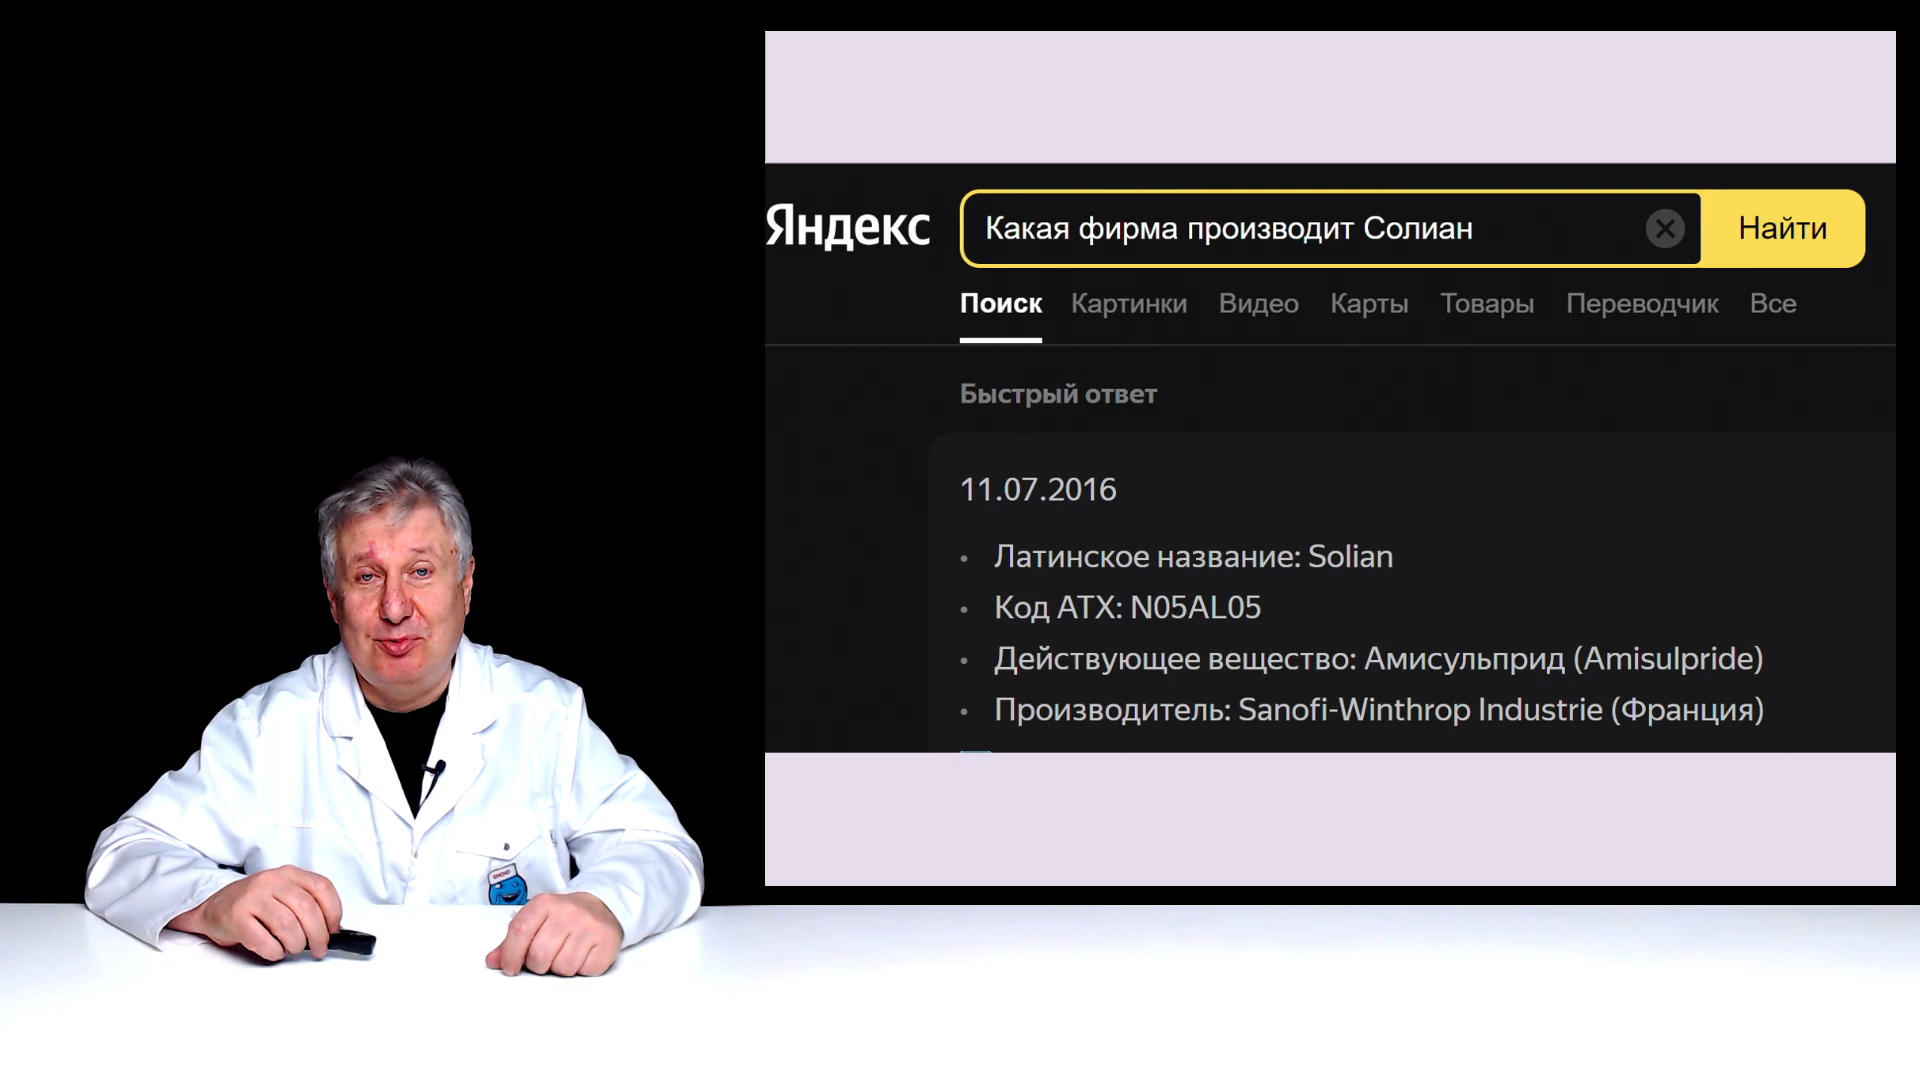 Яндекс
Какая фирма производит Солиан
Найти
Поиск Картинки Видео Карты Товары Переводчик Все
Быстрый ответ
11.07.2016
• Латинское название: Solian
• Код АТХ: N05AL05
• Действующее вещество: Амисульприд (Amisulpride)
• Производитель: Sanofi-Winthrop Industrie (Франция)